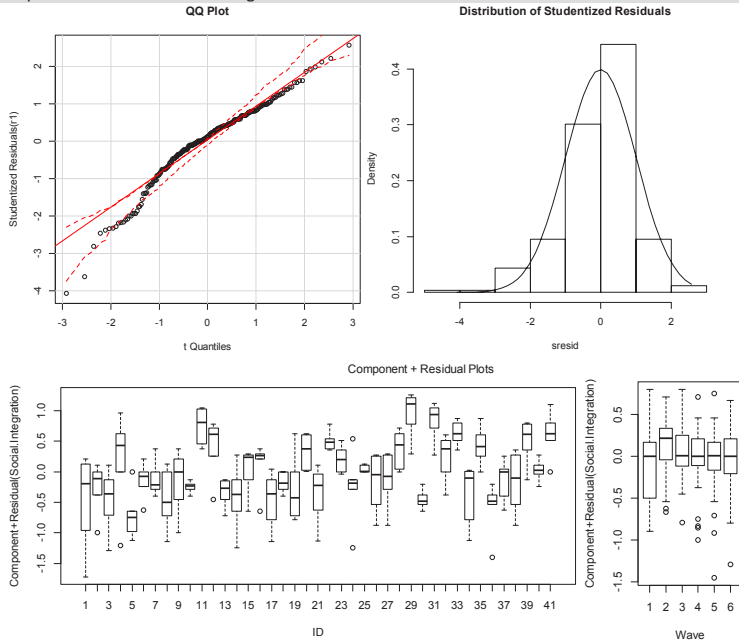 QQ Plot
Studentized Residuals(r1)
2
1
0
-1
-2
-3
-4
-3 -2 -1 0 1 2 3
t Quantiles
Distribution of Studentized Residuals
Density
0.4
0.3
0.2
0.1
0.0
-4 -2 0 2
sresid
Component + Residual Plots
Component+Residual(Social.Integration)
1.0
0.5
0.0
-0.5
-1.0
-1.5
1 3 5 7 9 11 13 15 17 19 21 23 25 27 29 31 33 35 37 39 41
ID
Component+Residual(Social.Integration)
0.5
0.0
-0.5
-1.0
-1.5
1 2 3 4 5 6
Wave